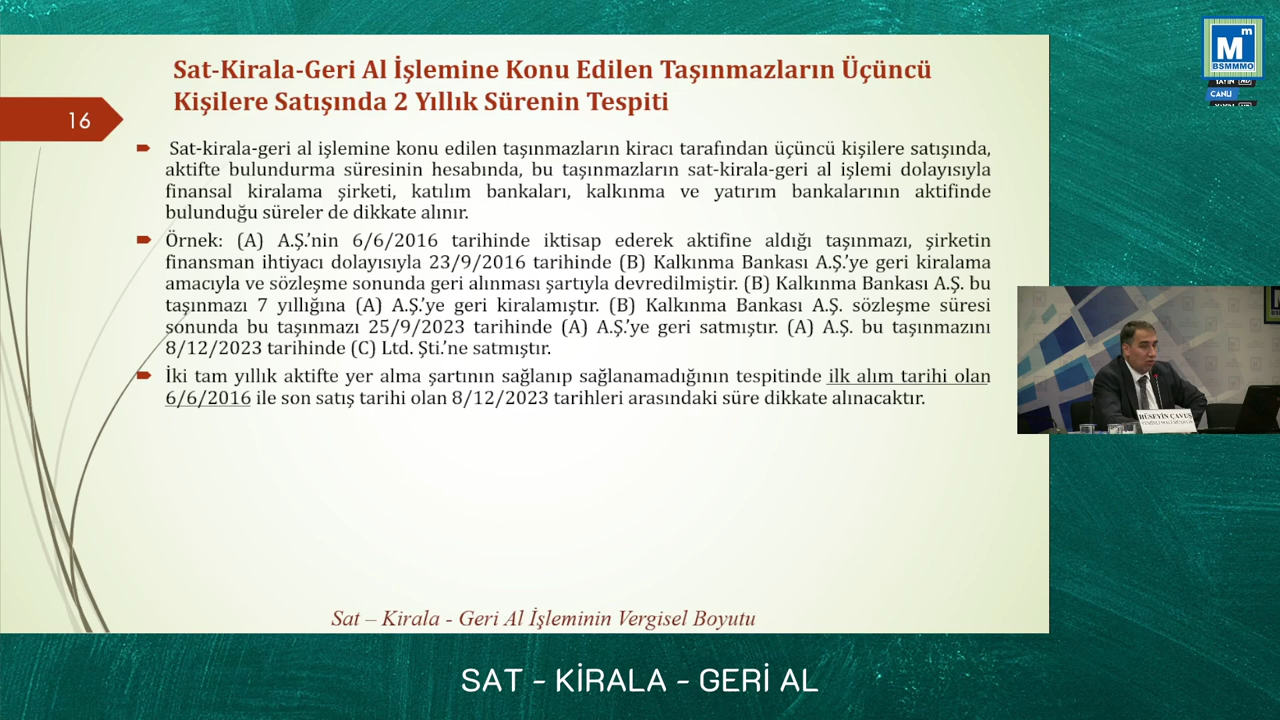 Sat-Kirala-Geri Al İşlemine Konu Edilen Taşınmazların Üçüncü
Kişilere Satışında 2 Yıllık Sürenin Tespiti
16
Sat-kirala-geri al işlemine konu edilen taşınmazların kiracı tarafından üçüncü kişilere satışında,
aktifte bulundurma süresinin hesabında, bu taşınmazların sat-kirala-geri al işlemi dolayısıyla
finansal kiralama şirketi, katılım bankaları, kalkınma ve yatırım bankalarının aktifinde
bulunduğu süreler de dikkate alınır.
Örnek: (A) A.Ş.’nin 6/6/2016 tarihinde iktisap ederek aktifine aldığı taşınmazı, şirketin
finansman ihtiyacı dolayısıyla 23/9/2016 tarihinde (B) Kalkınma Bankası A.Ş.’ye geri kiralama
amacıyla ve sözleşme sonunda geri alınması şartıyla devredilmiştir. (B) Kalkınma Bankası A.Ş. bu
taşınmazı 7 yıllığına (A) A.Ş.’ye geri kiralamıştır. (B) Kalkınma Bankası A.Ş. sözleşme süresi
sonunda bu taşınmazı 25/9/2023 tarihinde (A) A.Ş.’ye geri satmıştır. (A) A.Ş. bu taşınmazını
8/12/2023 tarihinde (C) Ltd. Şti.’ne satmıştır.
İki tam yıllık aktifte yer alma şartının sağlanıp sağlanamadığının tespitinde ilk alım tarihi olan
6/6/2016 ile son satış tarihi olan 8/12/2023 tarihleri arasındaki süre dikkate alınacaktır.
Sat – Kirala - Geri Al İşleminin Vergisel Boyutu
SAT - KİRALA - GERİ AL
Mm
BSMMMO
CANLI
HÜSEYİN ÇAVUŞ